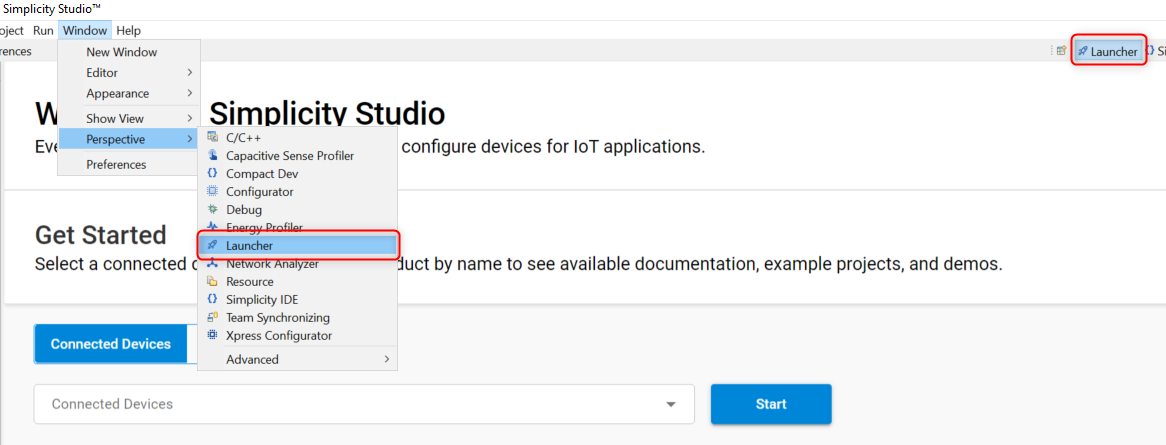 Simplicity Studio™
oject Run Window Help
rences
Launcher
Si
New Window
Editor
Appearance
Show View
Perspective
Preferences
W Simplicity Studio
Eve configure devices for IoT applications.
C/C++
Capacitive Sense Profiler
Compact Dev
Configurator
Debug
Energy Profiler
Launcher
Network Analyzer
Resource
Simplicity IDE
Team Synchronizing
Xpress Configurator
Advanced
Get Started
Select a connected d duct by name to see available documentation, example projects, and demos.
Connected Devices
Connected Devices
Start